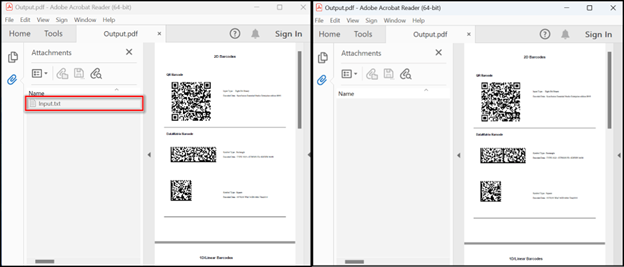 Output.pdf - Adobe Acrobat Reader (64-bit)
File Edit View Sign Window Help
Home Tools Output.pdf × Sign In
Attachments ×
Name
Input.txt
2D Barcodes
QR Barcode
DataMatrix Barcode
1D/Linear Barcodes
Output.pdf - Adobe Acrobat Reader (64-bit)
File Edit View Sign Window Help
Home Tools Output.pdf × Sign In
Attachments ×
Name
2D Barcodes
QR Barcode
DataMatrix Barcode
1D/Linear Barcodes